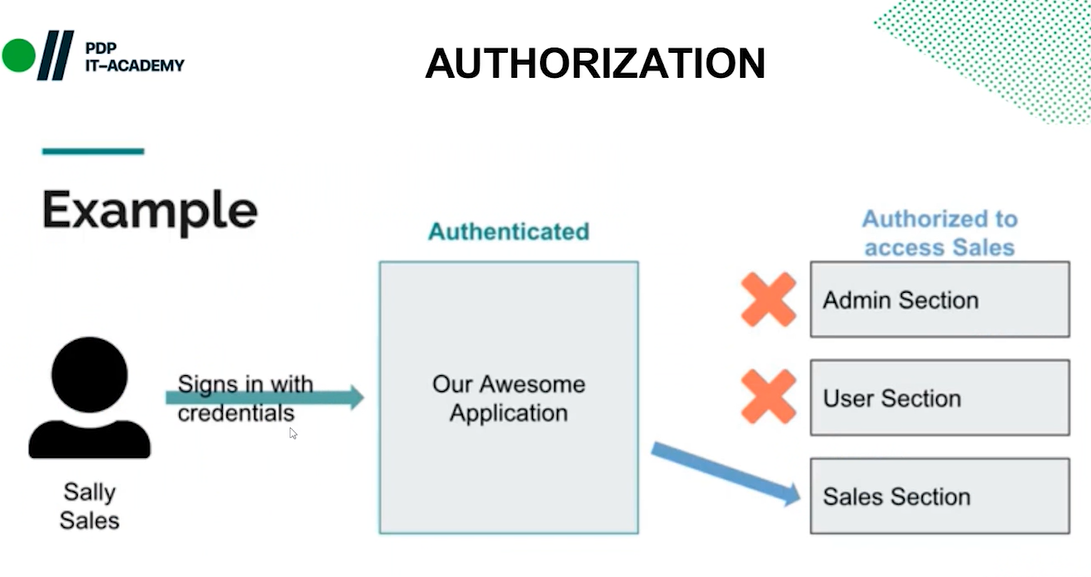 PDP
IT–ACADEMY
AUTHORIZATION
Example
Authenticated
Authorized to
access Sales
Admin Section
Signs in with
credentials
Our Awesome
Application
User Section
Sales Section
Sally
Sales